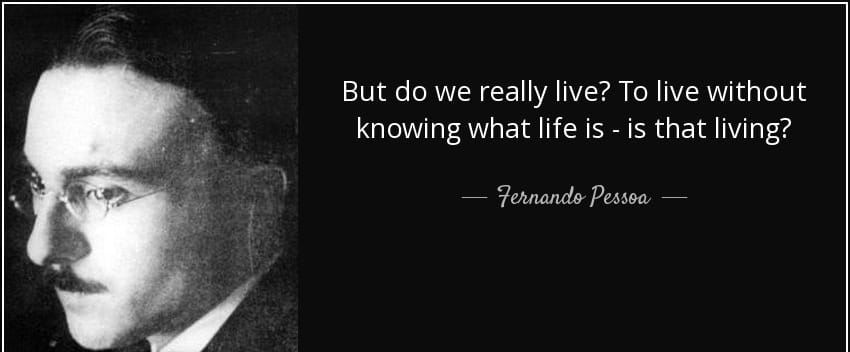 But do we really live? To live without
knowing what life is - is that living?
Fernando Pessoa